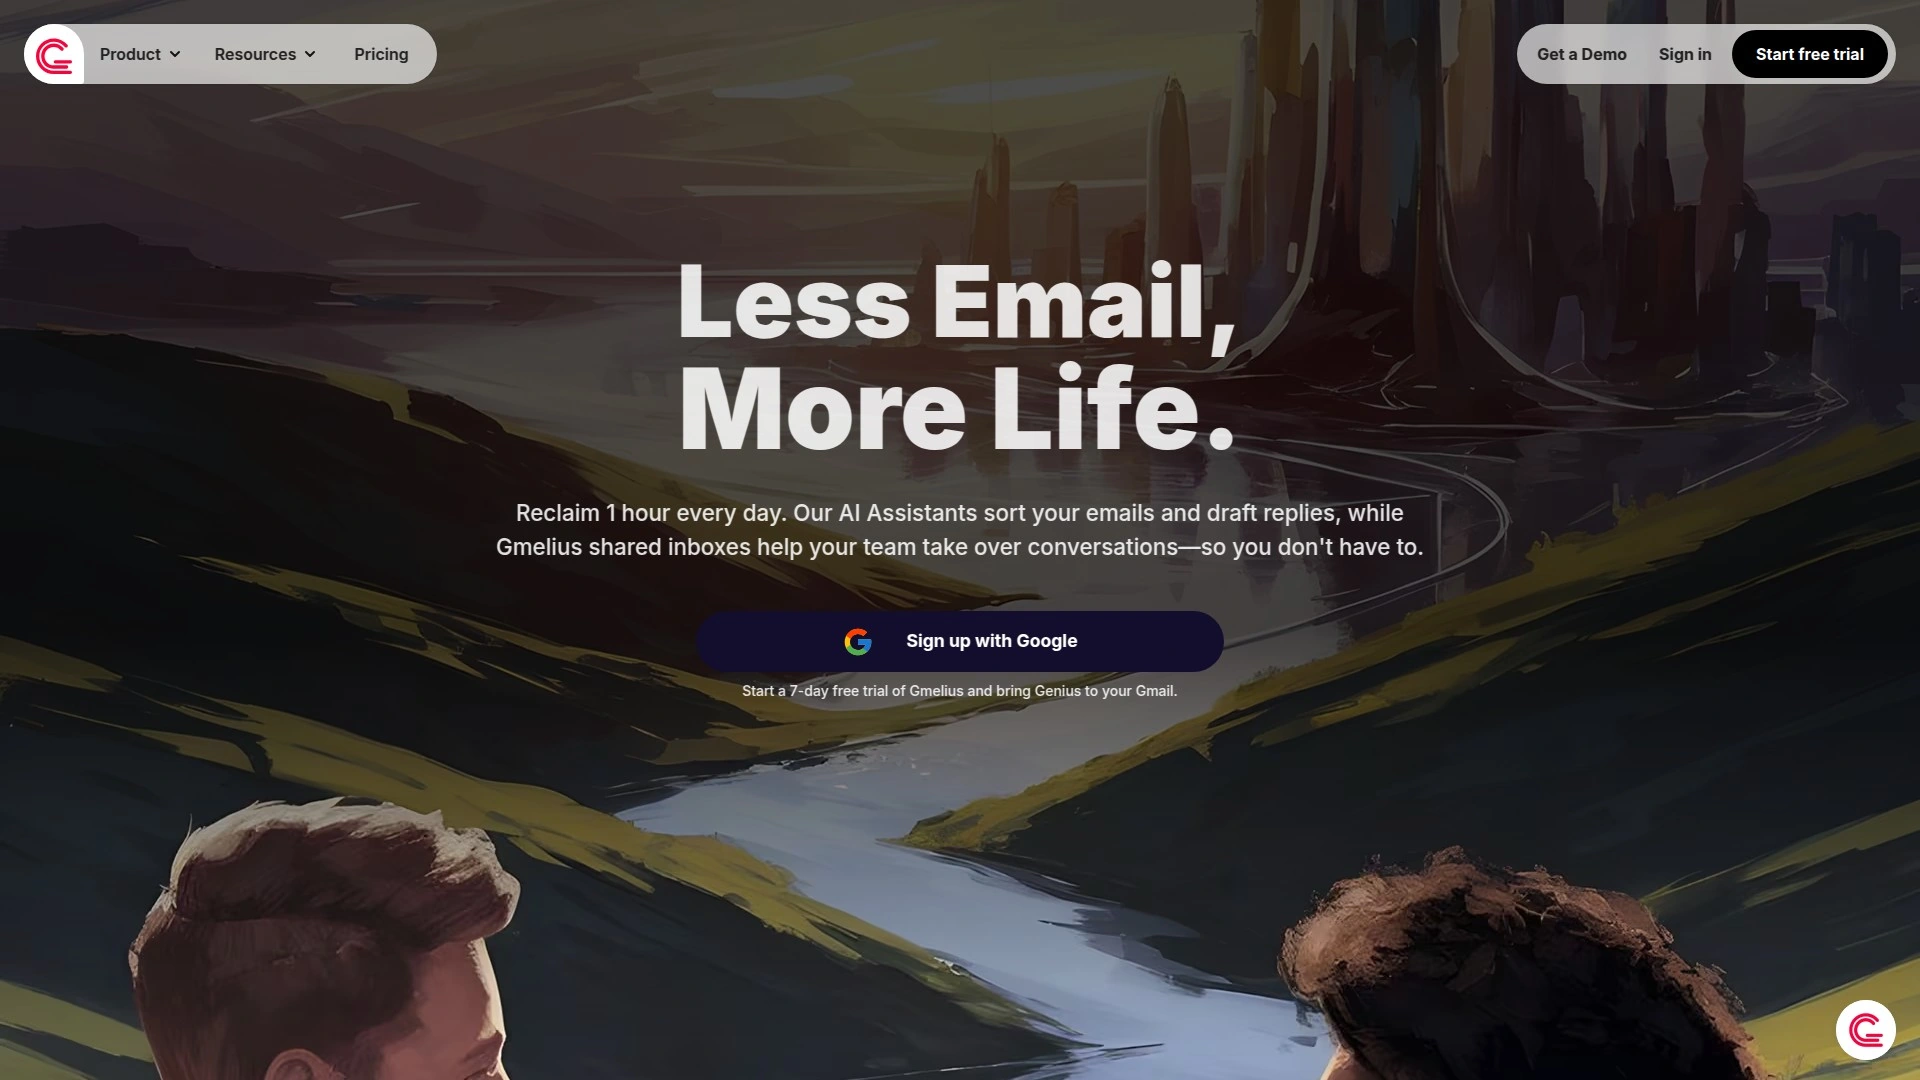 Product
Resources
Pricing
Get a Demo
Sign in
Start free trial
Less Email,
More Life.
Reclaim 1 hour every day. Our AI Assistants sort your emails and draft replies, while
Gmelius shared inboxes help your team take over conversations—so you don't have to.
Sign up with Google
Start a 7-day free trial of Gmelius and bring Genius to your Gmail.